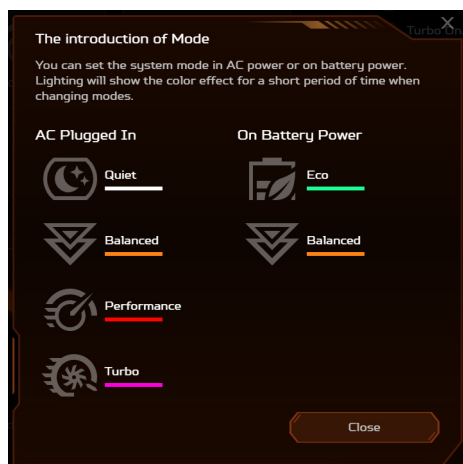 Turbo On
The introduction of Mode
You can set the system mode in AC power or on battery power.
Lighting will show the color effect for a short period of time when
changing modes.
AC Plugged In
On Battery Power
Quiet
Eco
Balanced
Balanced
Performance
Turbo
Close